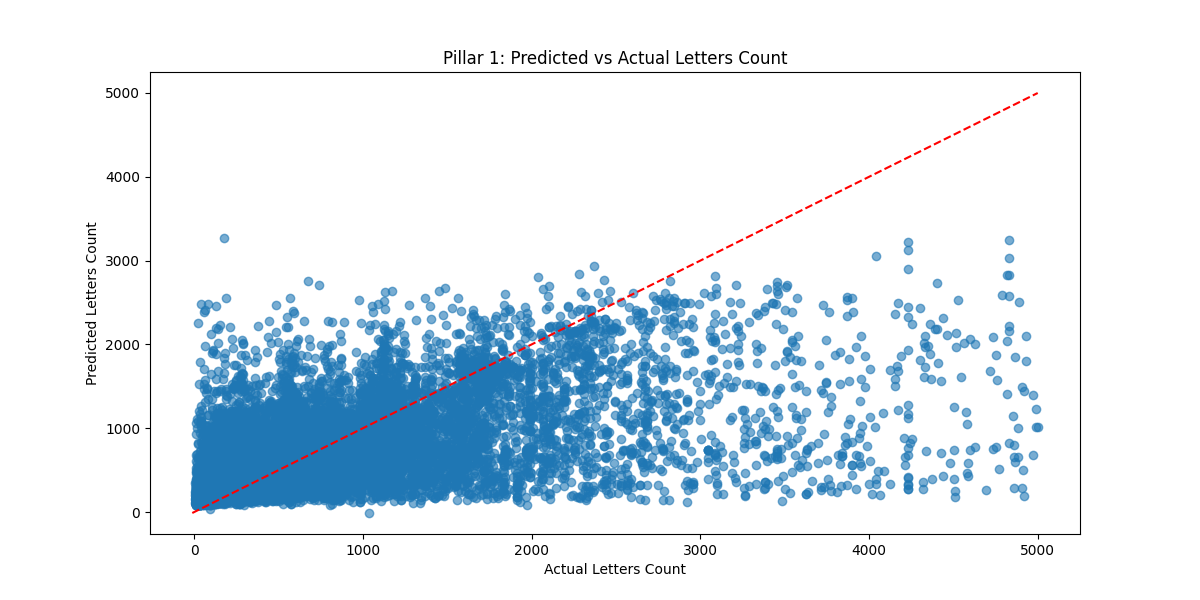 Pillar 1: Predicted vs Actual Letters Count
5000
4000
3000
2000
1000
0
Predicted Letters Count
0 1000 2000 3000 4000 5000
Actual Letters Count